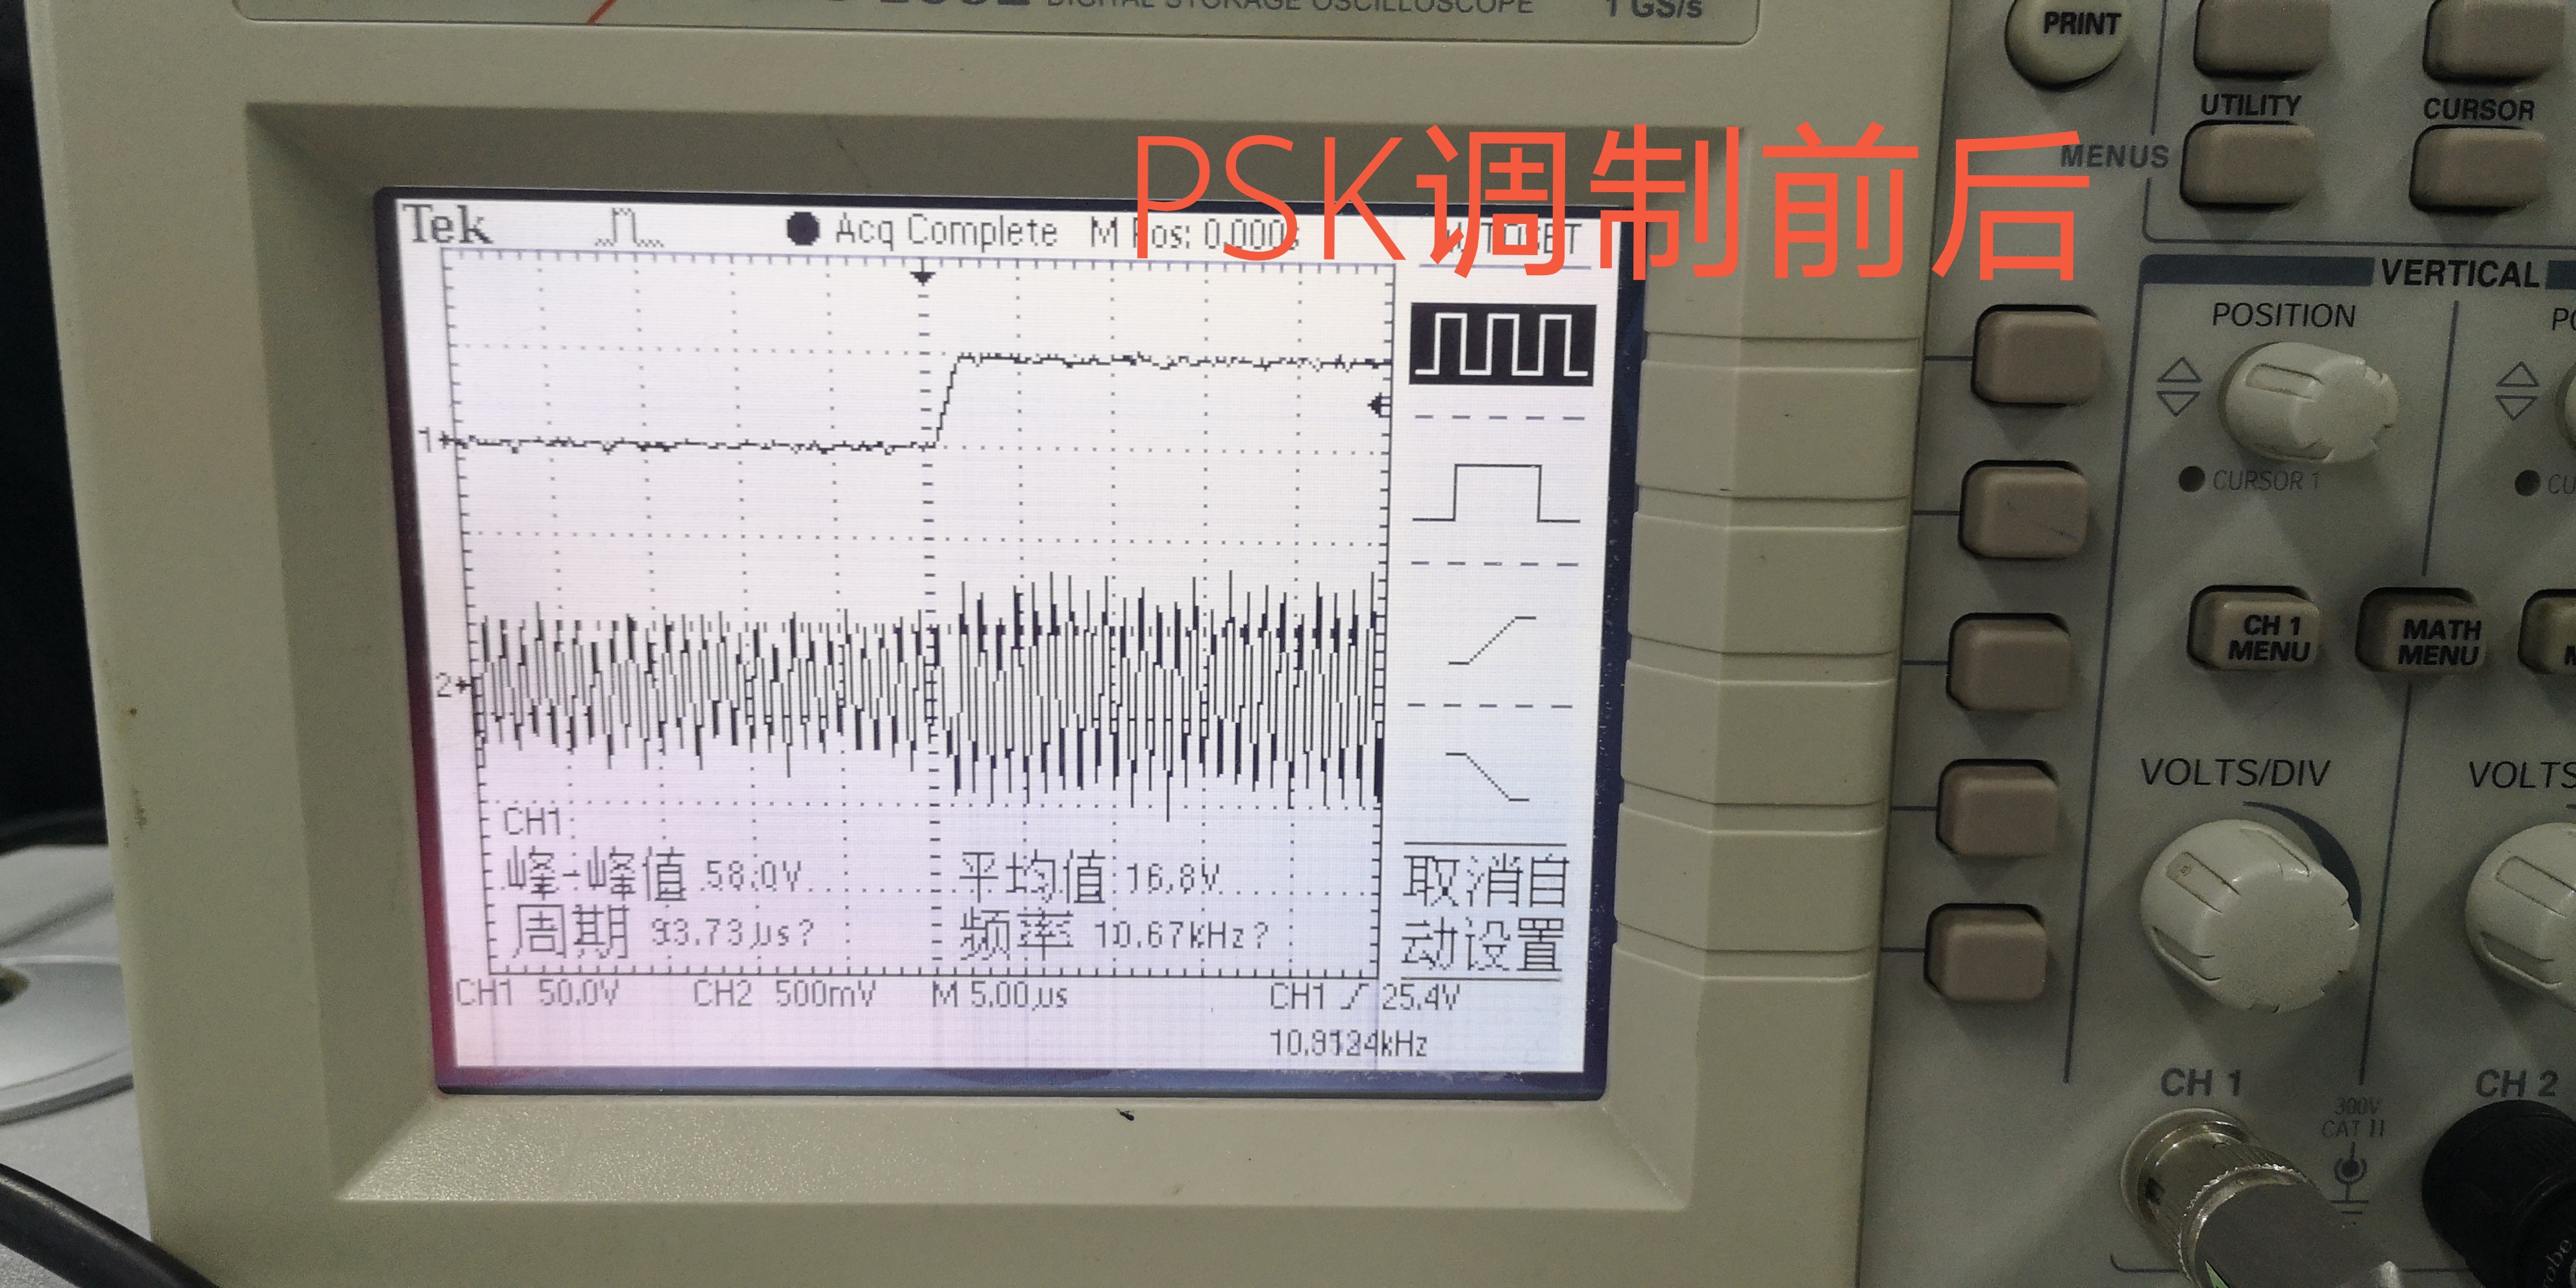 DIGITAL STORAGE OSCILLOSCOPE
1 GS/s
PSK调制前后
Tek
Acq Complete
M Pos: 0.000s
1
2
CH1
峰-峰值 58.0V
平均值 16.8V
周期 93.73µs?
频率 10.67kHz?
取消自
动设置
CH1 50.0V
CH2 500mV
M 5.00µs
CH1
25.4V
PRINT
UTILITY
CURSOR
MENUS
VERTICAL
POSITION
CURSOR 1
CH 1
MENU
MATH
MENU
VOLTS/DIV
VOLTS
CH 1
CH 2
300V
CAT II